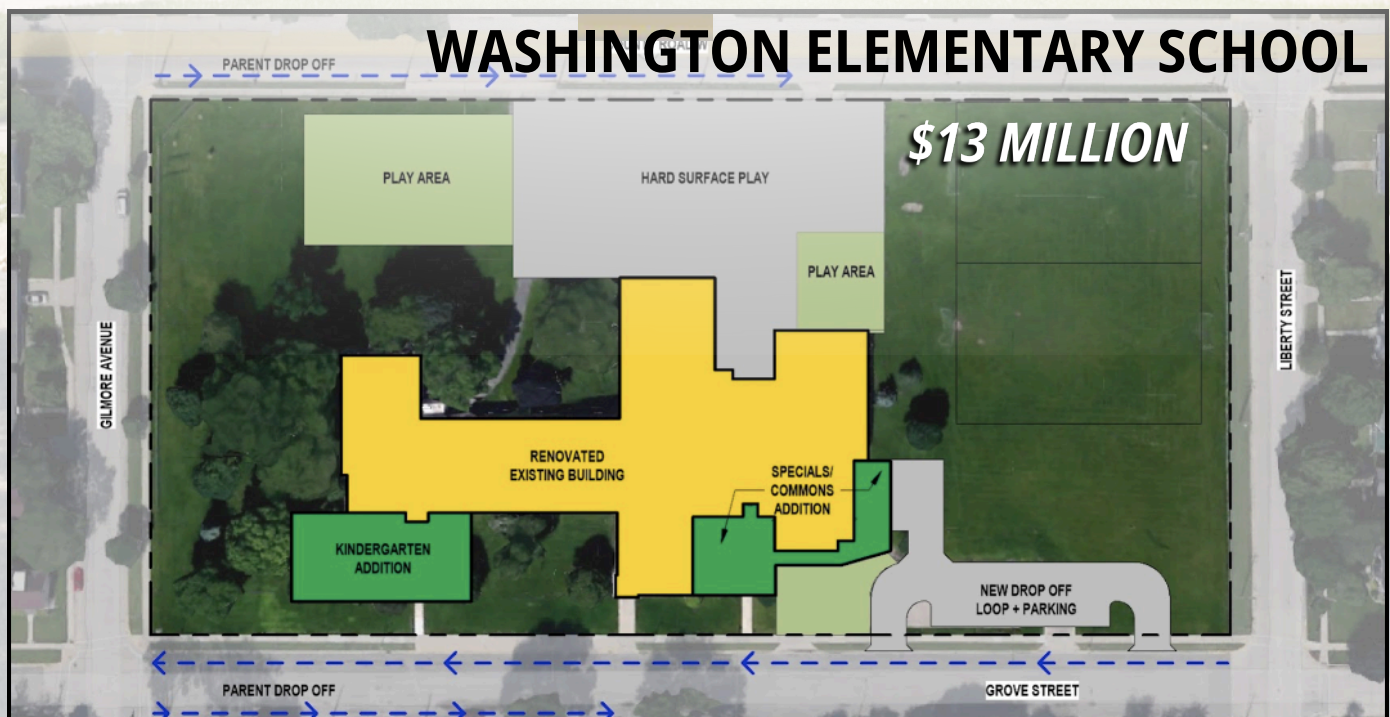 WASHINGTON ELEMENTARY SCHOOL
PARENT DROP OFF
$13 MILLION
PLAY AREA
HARD SURFACE PLAY
PLAY AREA
GILMORE AVENUE
LIBERTY STREET
RENOVATED
EXISTING BUILDING
SPECIALS/
COMMONS
ADDITION
KINDERGARTEN
ADDITION
NEW DROP OFF
LOOP + PARKING
PARENT DROP OFF
GROVE STREET